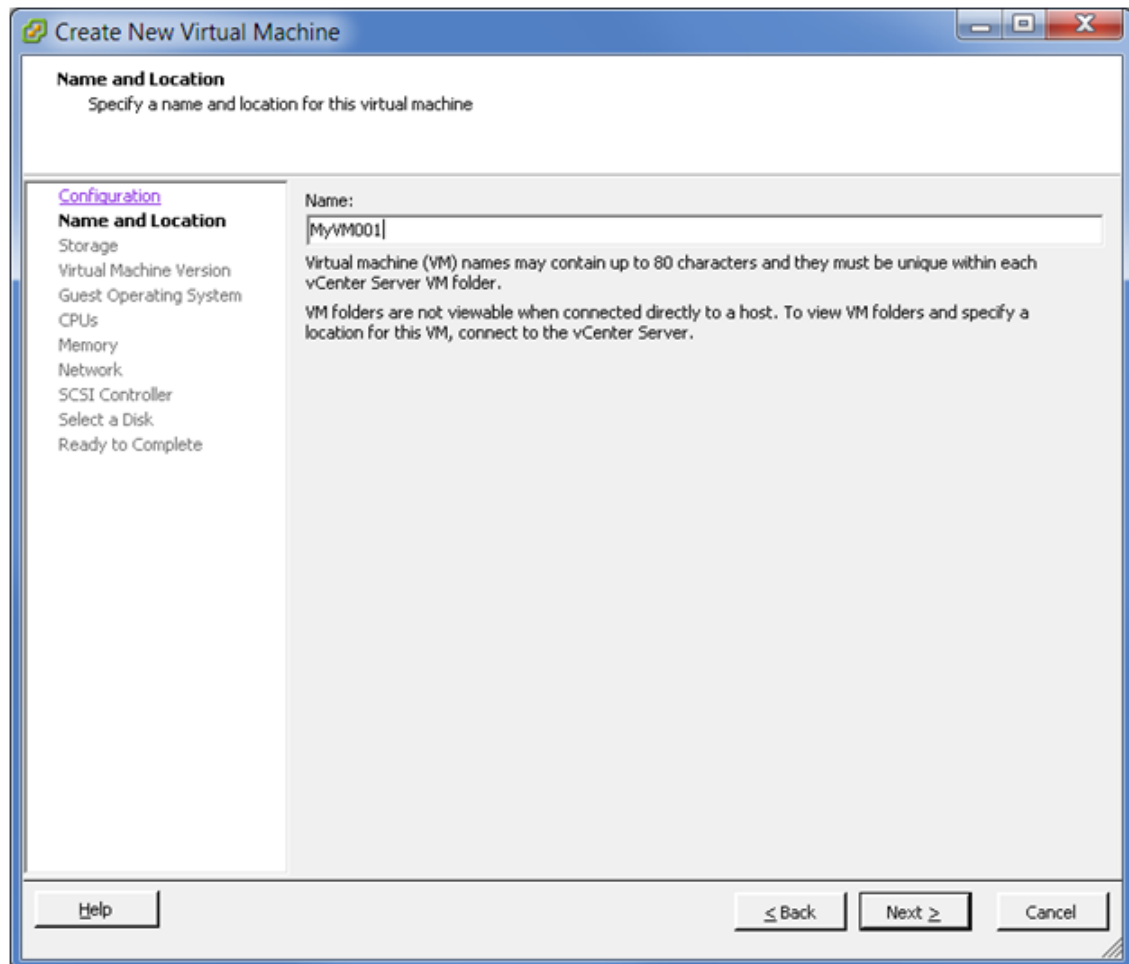 Create New Virtual Machine
Name and Location
Specify a name and location for this virtual machine
Configuration
Name and Location
Storage
Virtual Machine Version
Guest Operating System
CPUs
Memory
Network
SCSI Controller
Select a Disk
Ready to Complete
Name:
MyVM001
Virtual machine (VM) names may contain up to 80 characters and they must be unique within each
vCenter Server VM folder.
VM folders are not viewable when connected directly to a host. To view VM folders and specify a
location for this VM, connect to the vCenter Server.
Help
< Back
Next >
Cancel